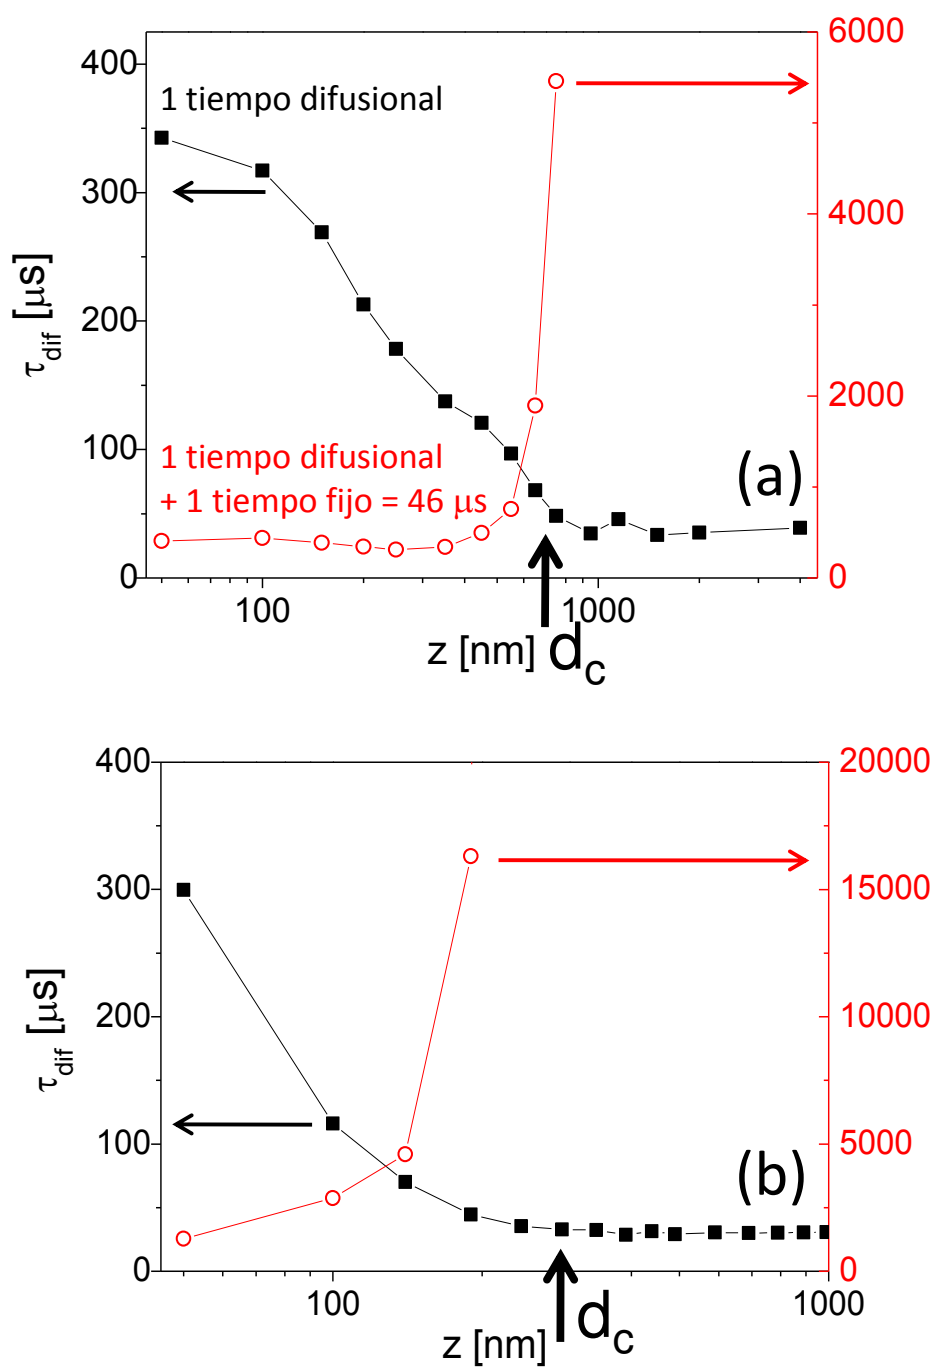 6000
400
1 tiempo difusional
300
4000
τdif [μs]
200
2000
100
1 tiempo difusional
+ 1 tiempo fijo = 46 μs
(a)
0
0
100
1000
z [nm]
dc
400
20000
300
15000
τdif [μs]
200
10000
100
5000
(b)
0
0
100
1000
z [nm]
dc